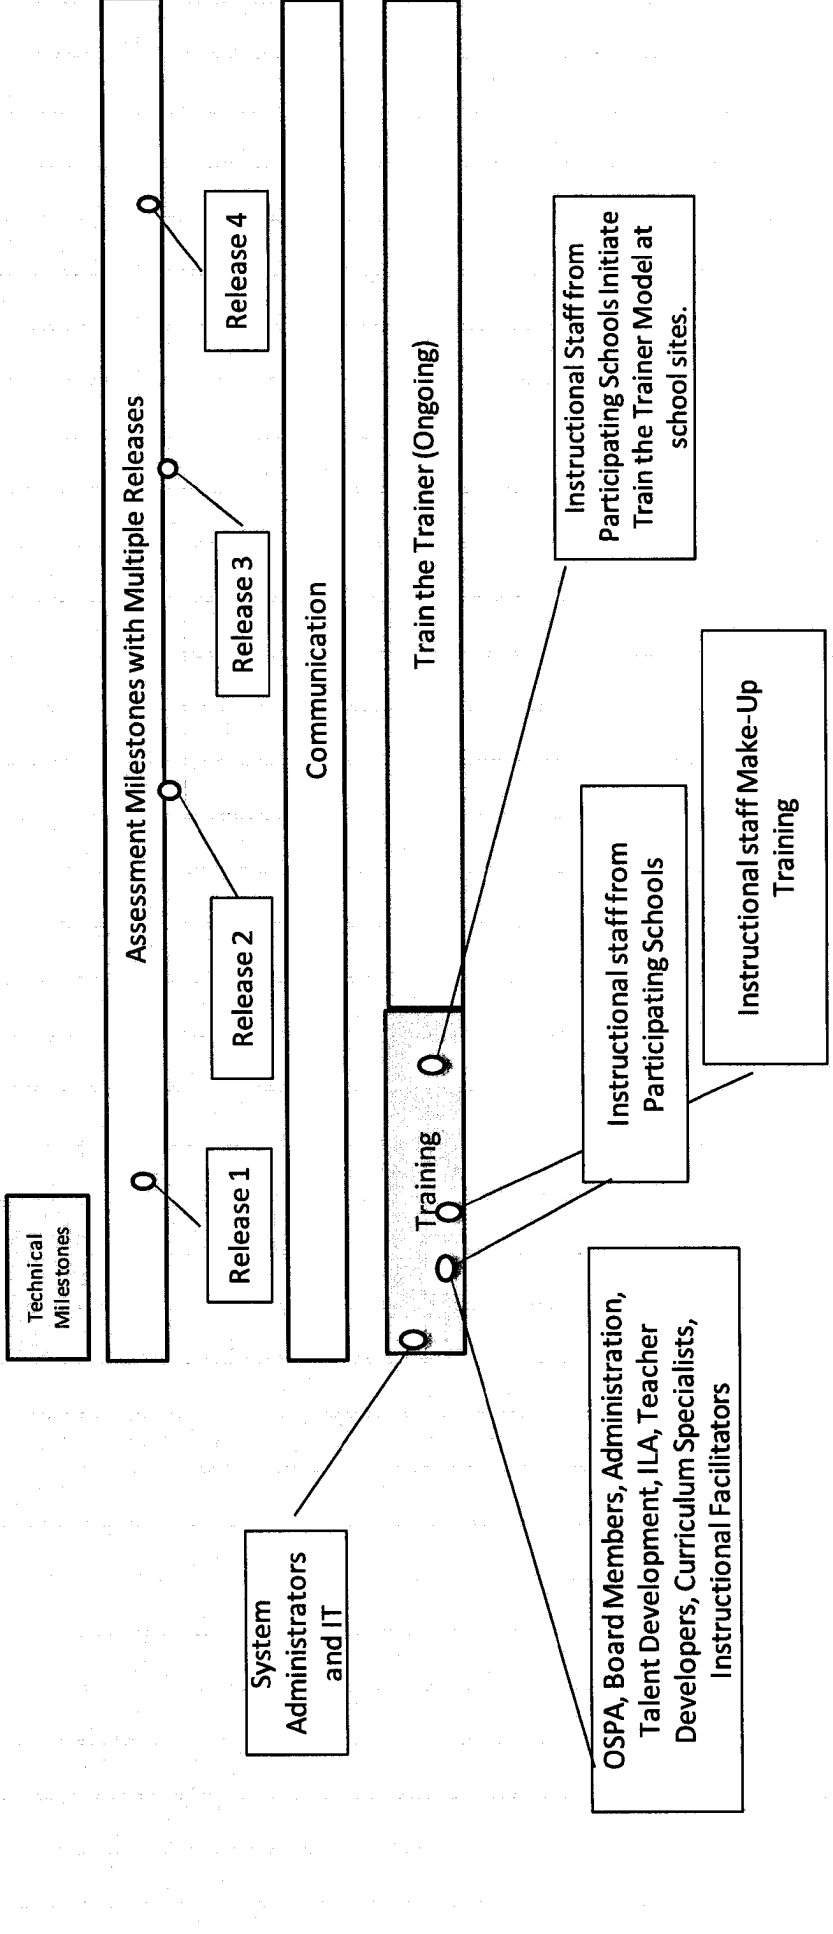 Technical
Milestones
Assessment Milestones with Multiple Releases
Release 1
Release 2
Release 3
Release 4
Communication
Training
Train the Trainer (Ongoing)
System
Administrators
and IT
OSPA, Board Members, Administration,
Talent Development, ILA, Teacher
Developers, Curriculum Specialists,
Instructional Facilitators
Instructional staff from
Participating Schools
Instructional staff Make-Up
Training
Instructional Staff from
Participating Schools Initiate
Train the Trainer Model at
school sites.